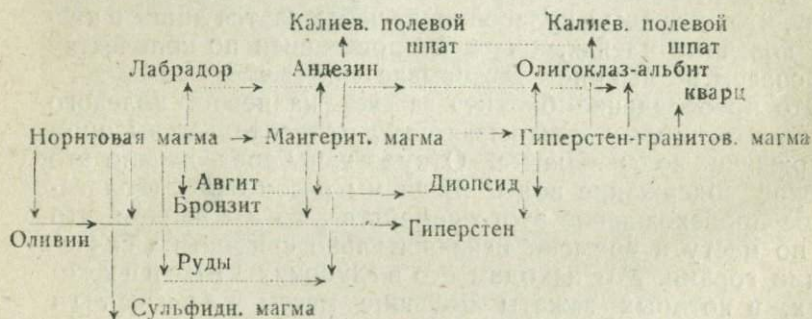 Калиев. полевой шпат Калиев. полевой шпат
Лабрадор Андезин Олигоклаз-альбит
кварц
Норитовая магма Мангерит. магма Гиперстен-гранитов. магма
Авгит Диопсид
Бронзит
Оливин Гиперстен
Руды
Сульфидн. магма